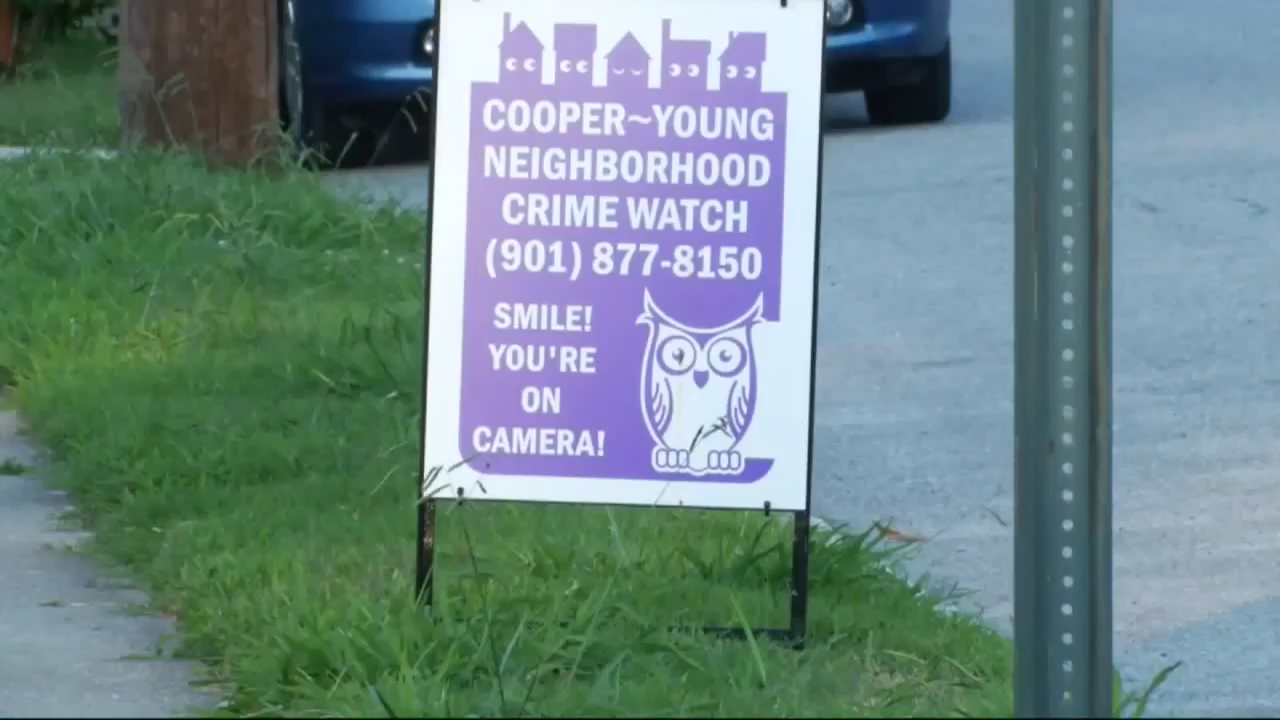 COOPER~YOUNG
NEIGHBORHOOD
CRIME WATCH
(901) 877-8150
SMILE!
YOU'RE
ON
CAMERA!